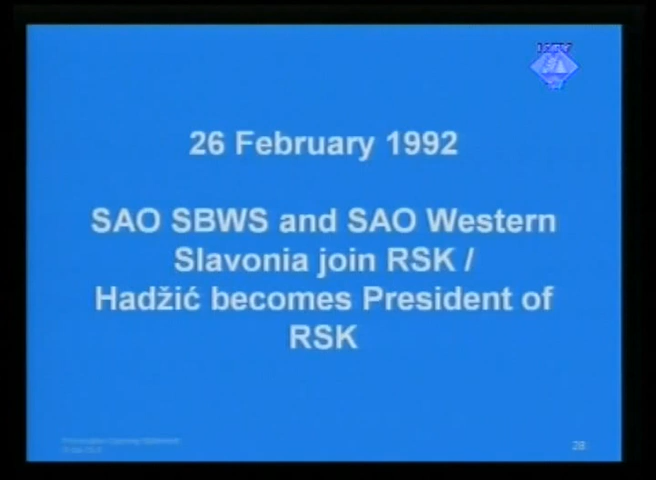 26 February 1992
SAO SBWS and SAO Western
Slavonia join RSK /
Hadžić becomes President of
RSK
28